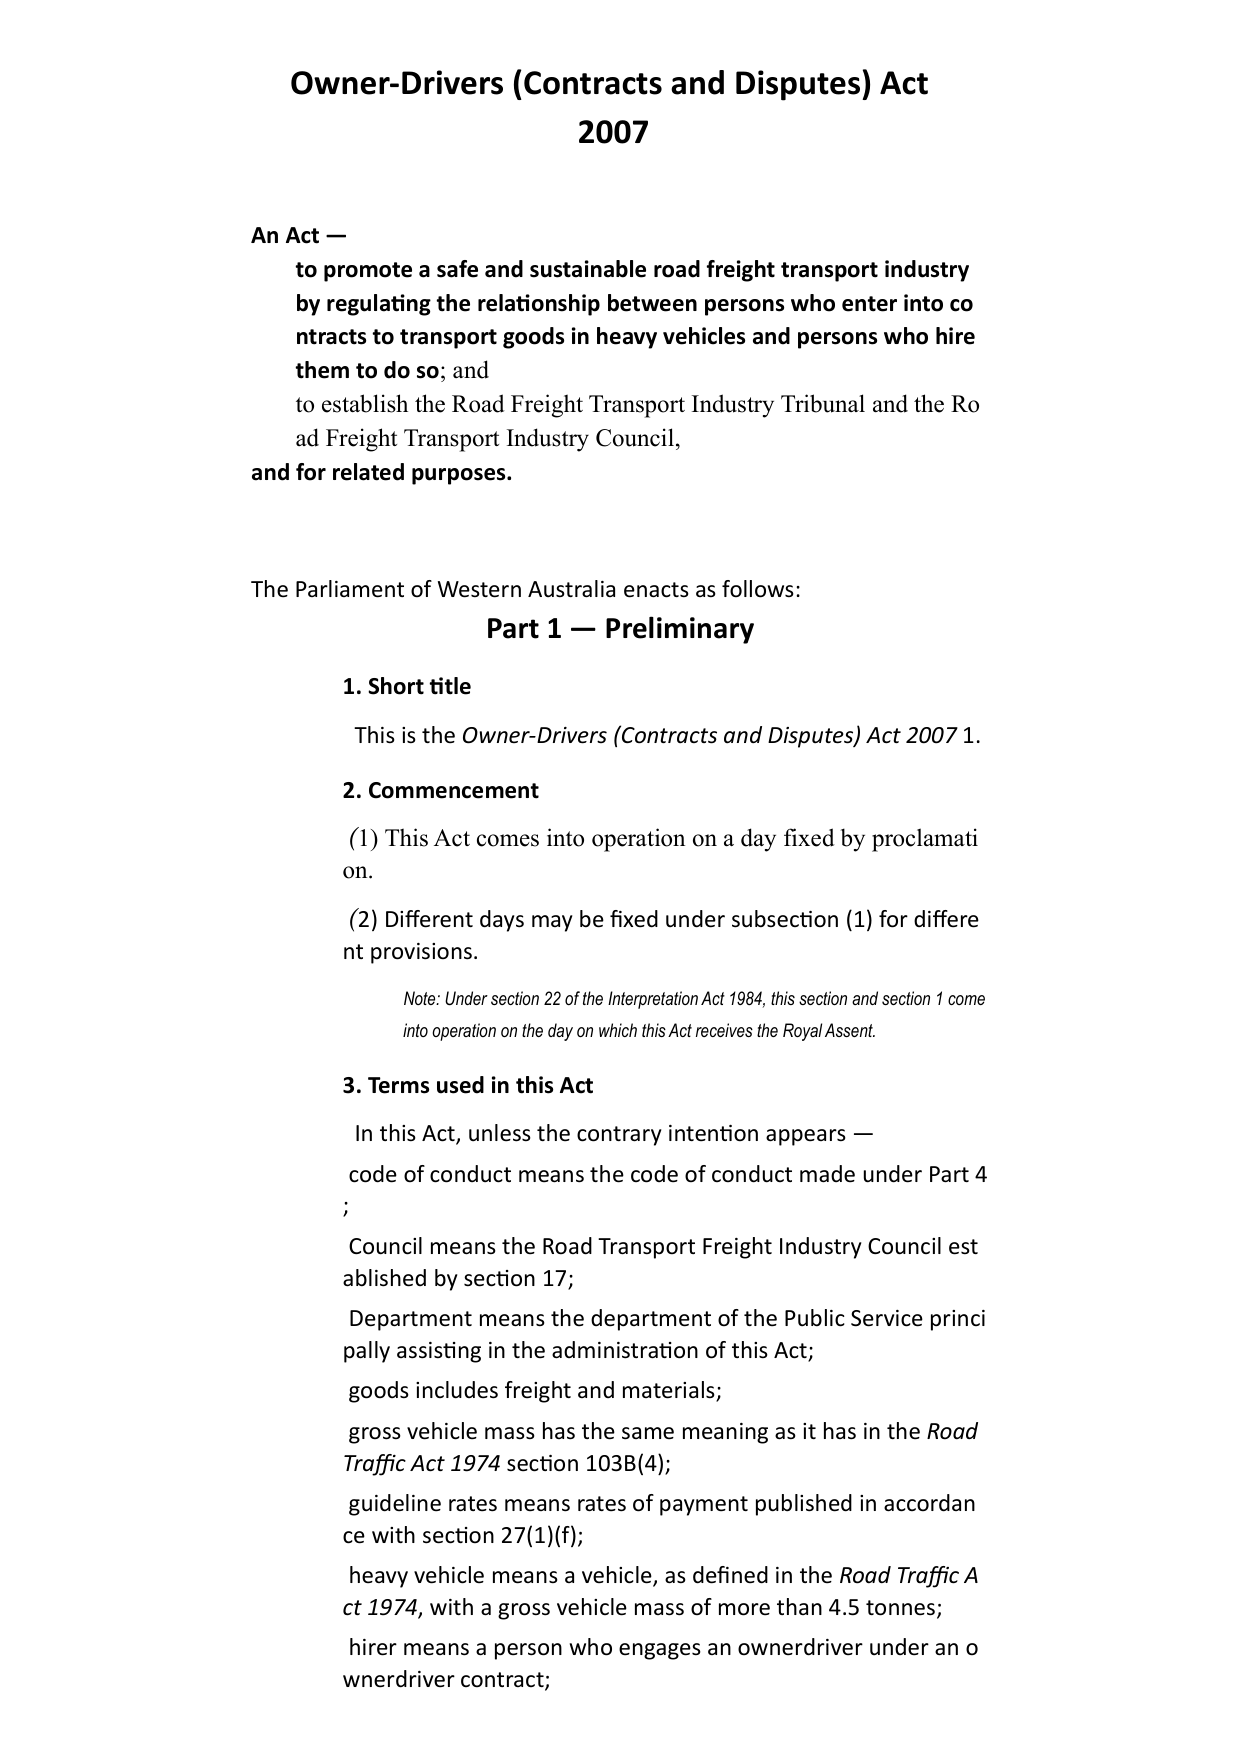 Owner-Drivers (Contracts and Disputes) Act
2007
An Act —
to promote a safe and sustainable road freight transport industry
by regulating the relationship between persons who enter into co
ntracts to transport goods in heavy vehicles and persons who hire
them to do so; and
to establish the Road Freight Transport Industry Tribunal and the Ro
ad Freight Transport Industry Council,
and for related purposes.
The Parliament of Western Australia enacts as follows:
Part 1 — Preliminary
1. Short title
This is the Owner-Drivers (Contracts and Disputes) Act 2007 1.
2. Commencement
(1) This Act comes into operation on a day fixed by proclamati
on.
(2) Different days may be fixed under subsection (1) for differe
nt provisions.
Note: Under section 22 of the Interpretation Act 1984, this section and section 1 come
into operation on the day on which this Act receives the Royal Assent.
3. Terms used in this Act
In this Act, unless the contrary intention appears —
code of conduct means the code of conduct made under Part 4
;
Council means the Road Transport Freight Industry Council est
ablished by section 17;
Department means the department of the Public Service princi
pally assisting in the administration of this Act;
goods includes freight and materials;
gross vehicle mass has the same meaning as it has in the Road
Traffic Act 1974 section 103B(4);
guideline rates means rates of payment published in accordan
ce with section 27(1)(f);
heavy vehicle means a vehicle, as defined in the Road Traffic A
ct 1974, with a gross vehicle mass of more than 4.5 tonnes;
hirer means a person who engages an ownerdriver under an o
wnerdriver contract;